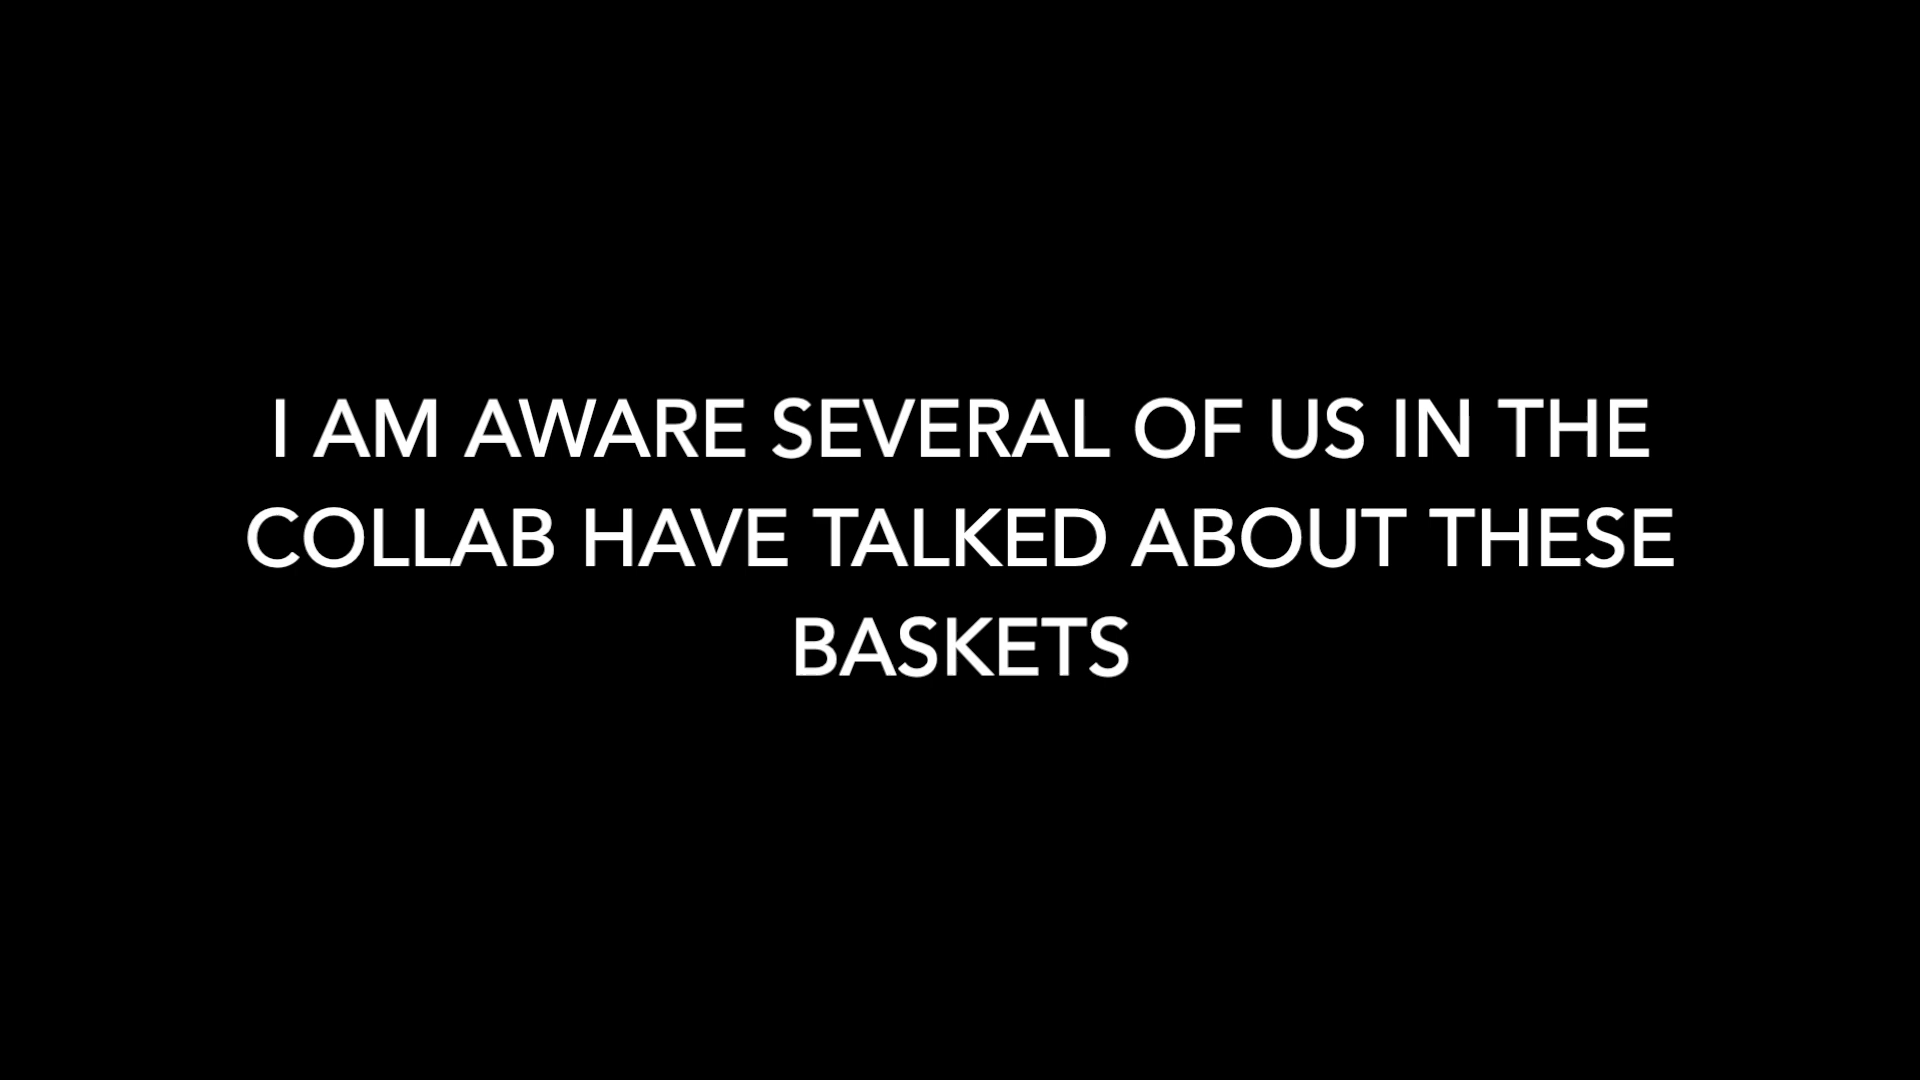 I AM AWARE SEVERAL OF US IN THE
COLLAB HAVE TALKED ABOUT THESE
BASKETS